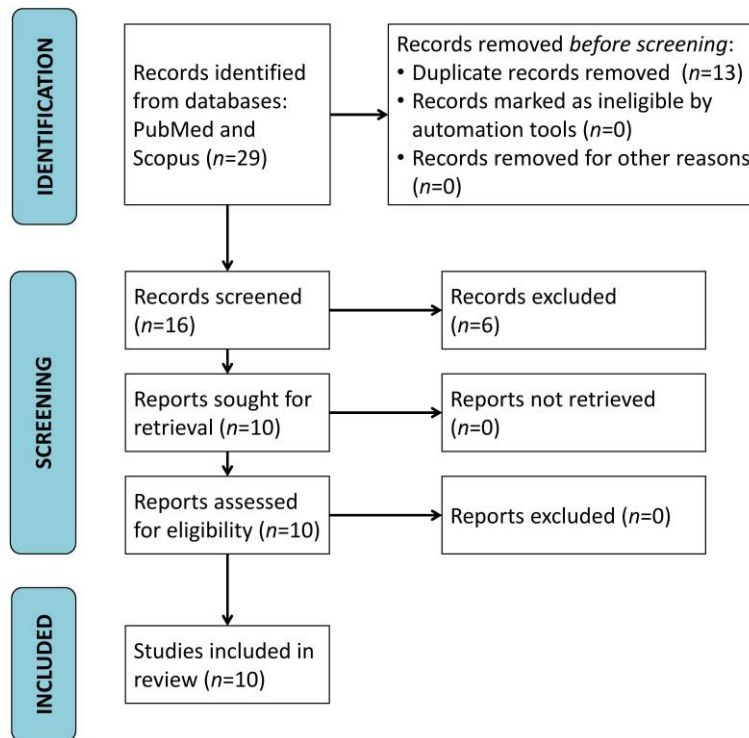 IDENTIFICATION
Records identified
from databases:
PubMed and
Scopus (n=29)
Records removed before screening:
• Duplicate records removed (n=13)
• Records marked as ineligible by
automation tools (n=0)
• Records removed for other reasons
(n=0)
SCREENING
Records screened
(n=16)
Records excluded
(n=6)
Reports sought for
retrieval (n=10)
Reports not retrieved
(n=0)
Reports assessed
for eligibility (n=10)
Reports excluded (n=0)
INCLUDED
Studies included in
review (n=10)